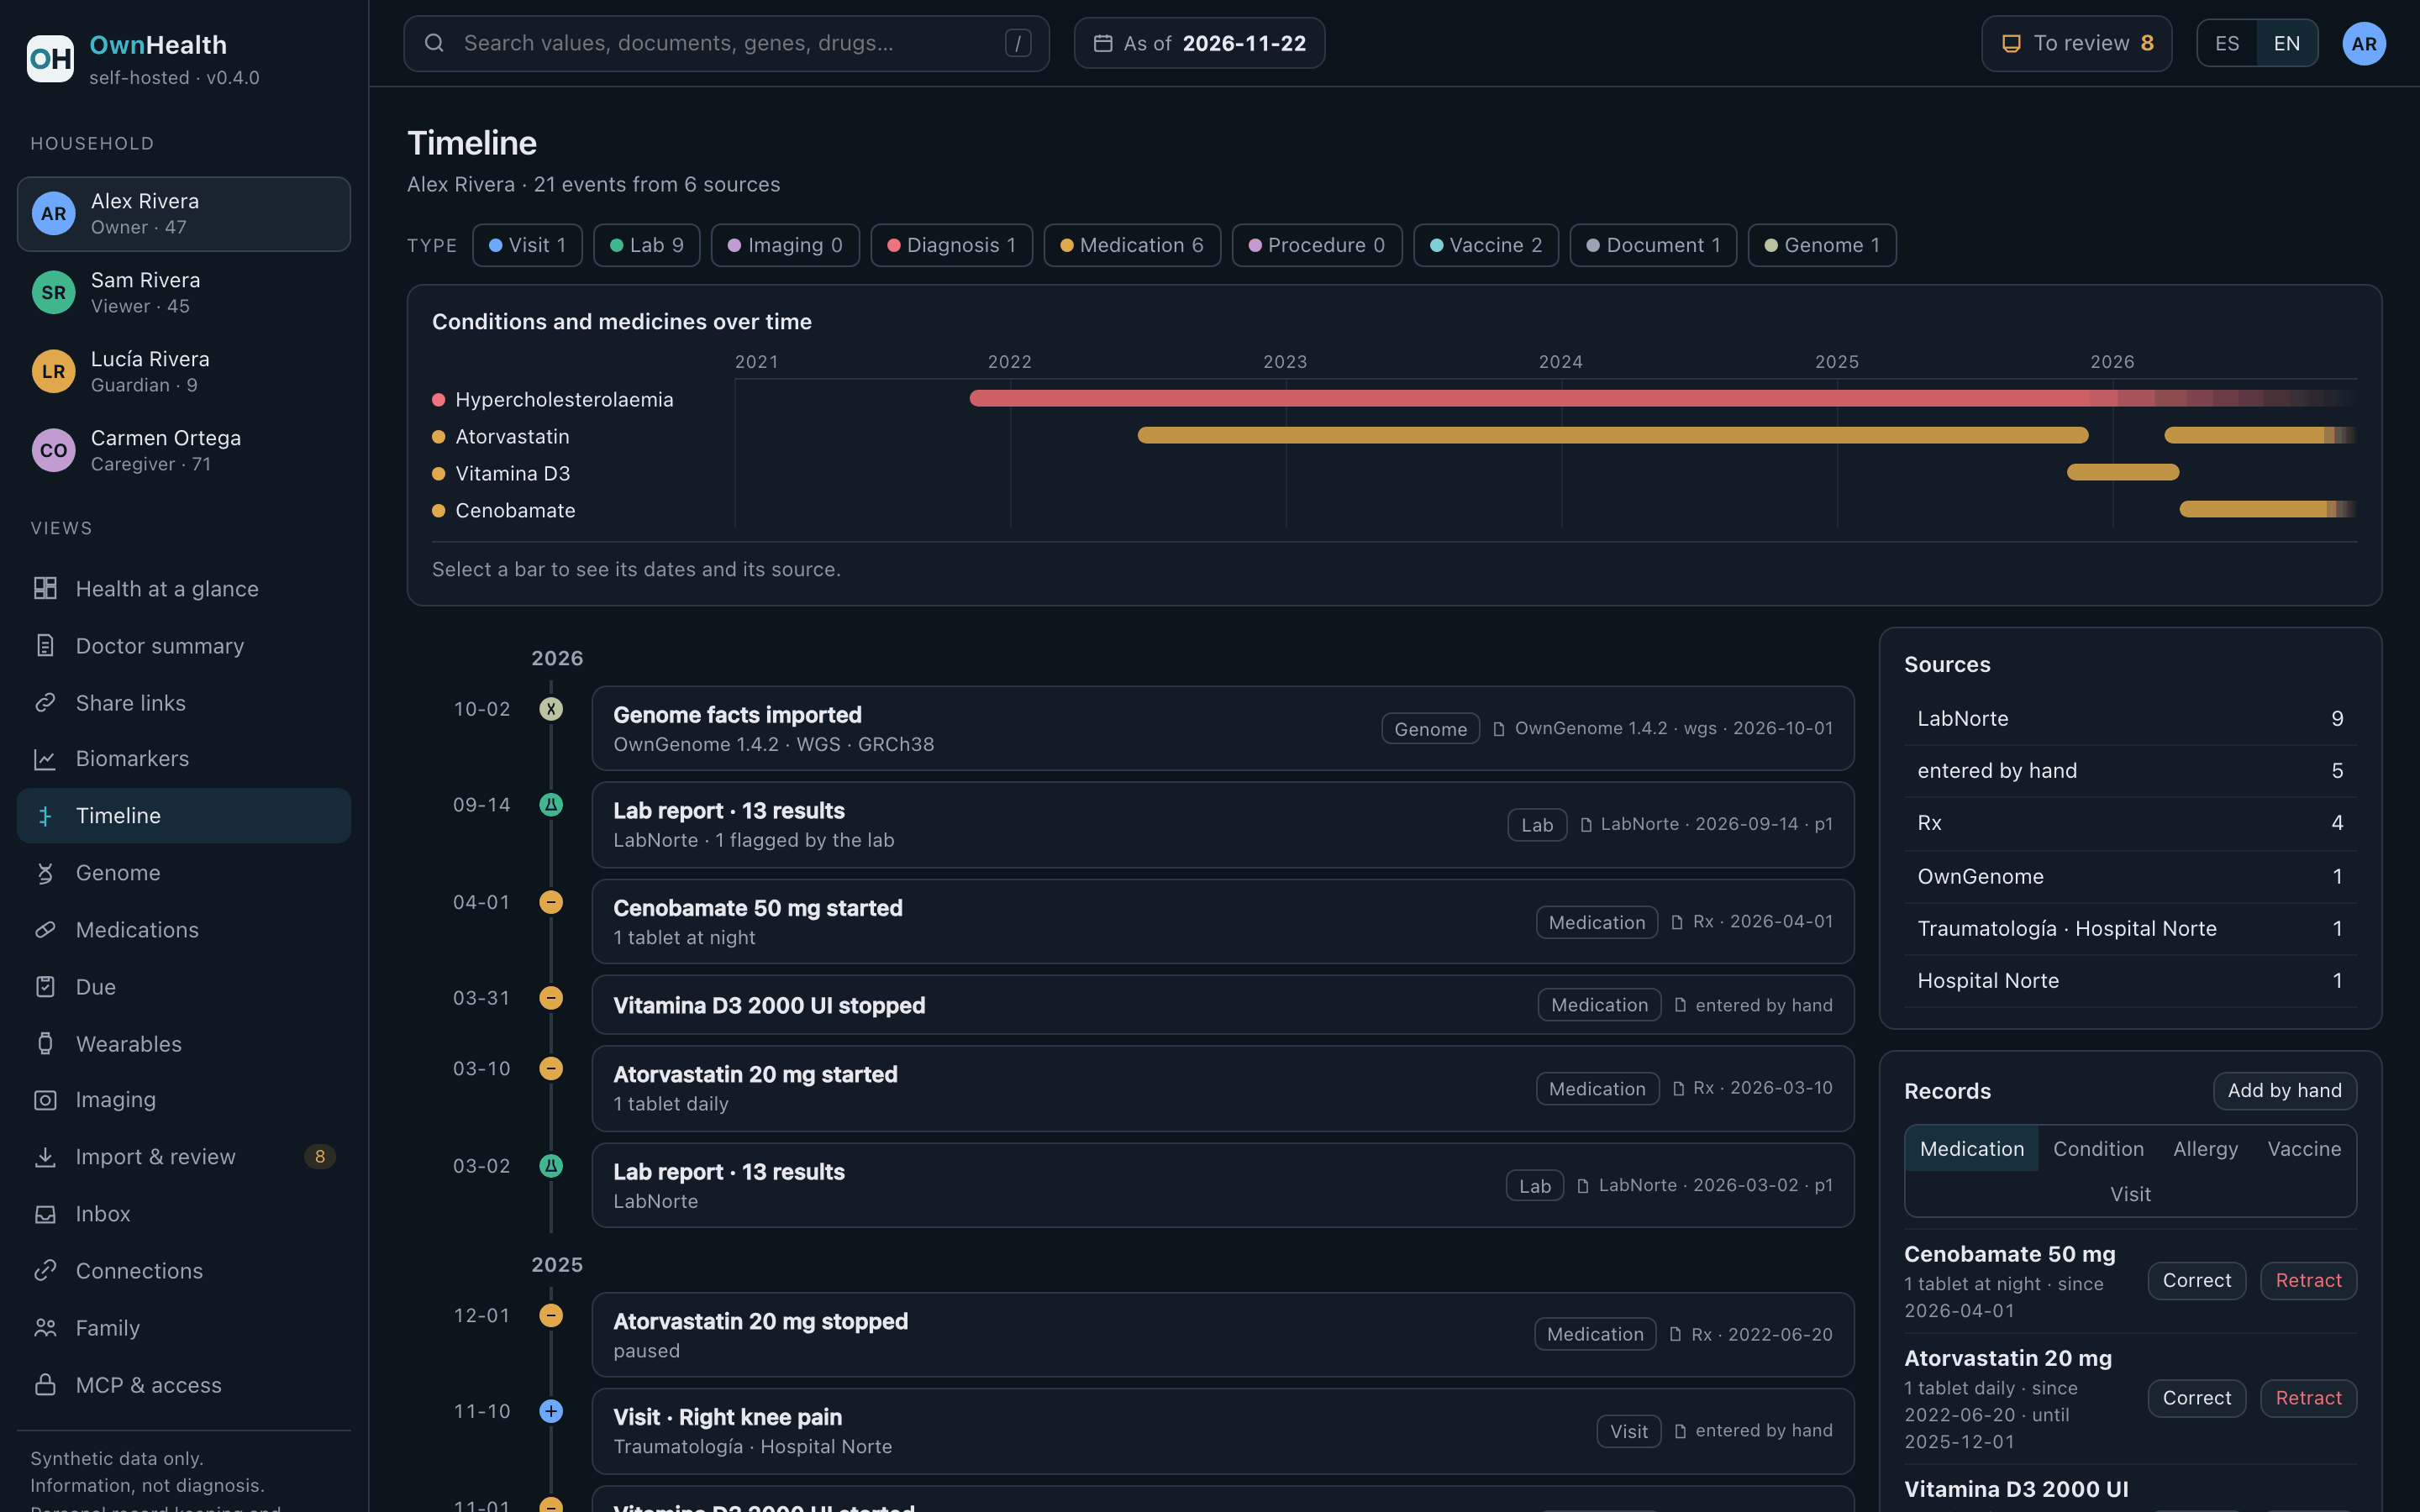 OH
OwnHealth
self-hosted · v0.4.0
Search values, documents, genes, drugs... /
As of 2026-11-22
To review 8
ES EN
AR
HOUSEHOLD
AR Alex Rivera
Owner · 47
SR Sam Rivera
Viewer · 45
LR Lucía Rivera
Guardian · 9
CO Carmen Ortega
Caregiver · 71
VIEWS
Health at a glance
Doctor summary
Share links
Biomarkers
Timeline
Genome
Medications
Due
Wearables
Imaging
Import & review 8
Inbox
Connections
Family
MCP & access
Synthetic data only.
Information, not diagnosis.
Personal record keeping and
Timeline
Alex Rivera · 21 events from 6 sources
TYPE Visit 1 Lab 9 Imaging 0 Diagnosis 1 Medication 6 Procedure 0 Vaccine 2 Document 1 Genome 1
Conditions and medicines over time
2021 2022 2023 2024 2025 2026
Hypercholesterolaemia
Atorvastatin
Vitamina D3
Cenobamate
Select a bar to see its dates and its source.
2026
10-02 Genome facts imported
OwnGenome 1.4.2 · WGS · GRCh38
Genome OwnGenome 1.4.2 · wgs · 2026-10-01
09-14 Lab report · 13 results
LabNorte · 1 flagged by the lab
Lab LabNorte · 2026-09-14 · p1
04-01 Cenobamate 50 mg started
1 tablet at night
Medication Rx · 2026-04-01
03-31 Vitamina D3 2000 UI stopped
Medication entered by hand
03-10 Atorvastatin 20 mg started
1 tablet daily
Medication Rx · 2026-03-10
03-02 Lab report · 13 results
LabNorte
Lab LabNorte · 2026-03-02 · p1
2025
12-01 Atorvastatin 20 mg stopped
paused
Medication Rx · 2022-06-20
11-10 Visit · Right knee pain
Traumatología · Hospital Norte
Visit entered by hand
11-01 Vitamina D3 2000 UI started
Sources
LabNorte 9
entered by hand 5
Rx 4
OwnGenome 1
Traumatología · Hospital Norte 1
Hospital Norte 1
Records Add by hand
Medication Condition Allergy Vaccine
Visit
Cenobamate 50 mg
1 tablet at night · since
2026-04-01
Correct Retract
Atorvastatin 20 mg
1 tablet daily · since
2022-06-20 · until
2025-12-01
Correct Retract
Vitamina D3 2000 UI